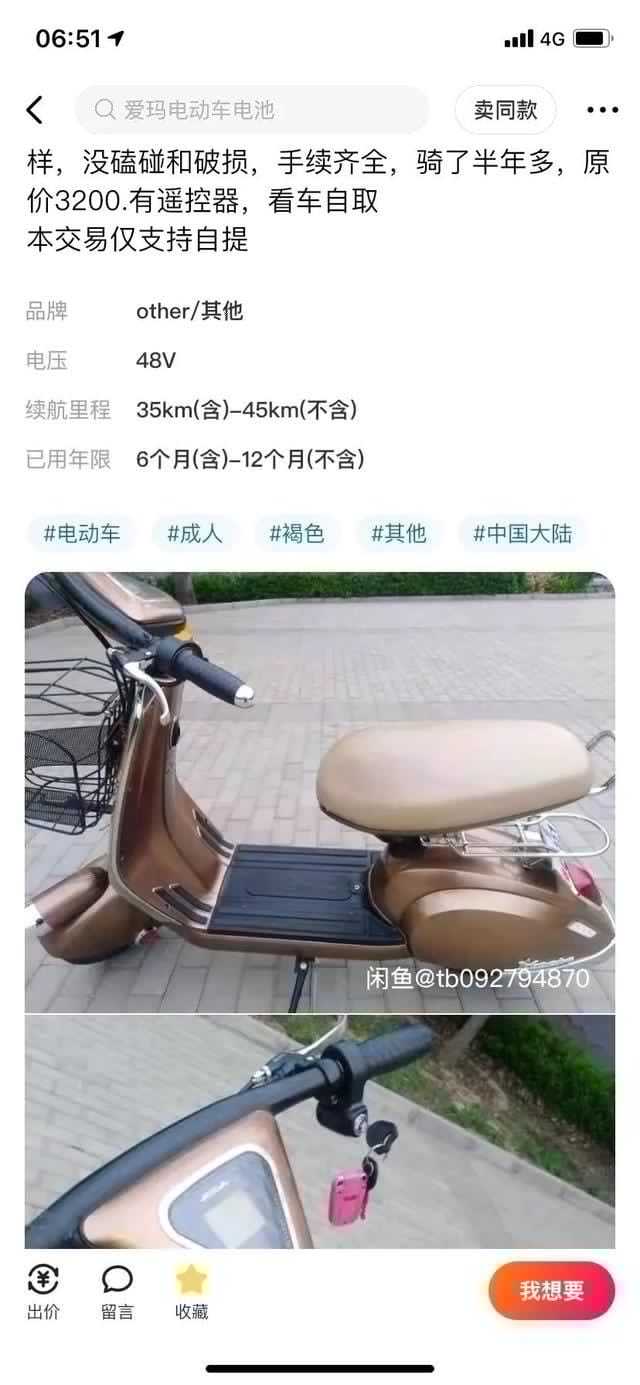 06:51
4G
爱玛电动车电池
卖同款
样，没磕碰和破损，手续齐全，骑了半年多，原
价3200.有遥控器，看车自取
本交易仅支持自提
品牌 other/其他
电压 48V
续航里程 35km(含)–45km(不含)
已用年限 6个月(含)–12个月(不含)
#电动车 #成人 #褐色 #其他 #中国大陆
闲鱼@tb092794870
出价 留言 收藏 我想要